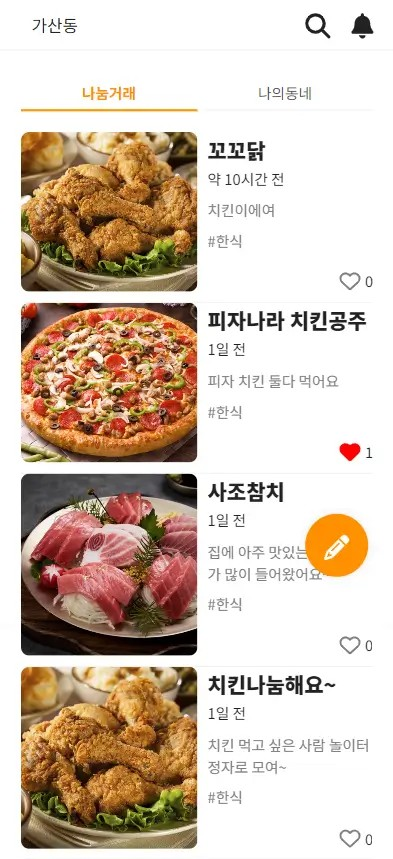 가산동
나눔거래
나의동네
꼬꼬닭
약 10시간 전
치킨이에여
#한식
0
피자나라 치킨공주
1일 전
피자 치킨 둘다 먹어요
#한식
1
사조참치
1일 전
집에 아주 맛있는
가 많이 들어왔어요~
#한식
0
치킨나눔해요~
1일 전
치킨 먹고 싶은 사람 놀이터
정자로 모여~
#한식
0